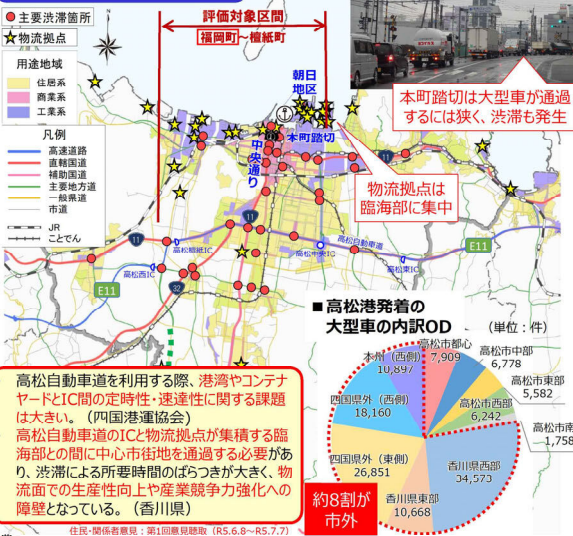 主要渋滞箇所
物流拠点
用途地域
住居系
商業系
工業系
凡例
高速道路
直轄国道
補助国道
主要地方道
一般県道
市道
JR
ことでん
評価対象区間
福岡町～檀紙町
朝日
地区
本町踏切
中央通り
本町踏切は大型車が通過
するには狭く、渋滞も発生
物流拠点は
臨海部に集中
11
11
11
32
高松檀紙IC
高松西IC
高松中央IC
高松自動車道
高松東IC
E11
E11
■高松港発着の
大型車の内訳OD
（単位：件）
高松市都心
7,909
高松市中部
6,778
高松市東部
5,582
高松市西部
6,242
高松市南
1,758
香川県西部
34,573
香川県東部
10,668
四国県外（東側）
26,851
四国県外（西側）
18,160
本州（西側）
10,897
約8割が
市外
高松自動車道を利用する際、港湾やコンテナ
ヤードとIC間の定時性・速達性に関する課題
は大きい。（四国港運協会）
高松自動車道のICと物流拠点が集積する臨
海部との間に中心市街地を通過する必要があ
り、渋滞による所要時間のばらつきが大きく、物
流面での生産性向上や産業競争力強化への
障壁となっている。（香川県）
住民・関係者意見：第1回意見聴取（R5.6.8～R5.7.7）